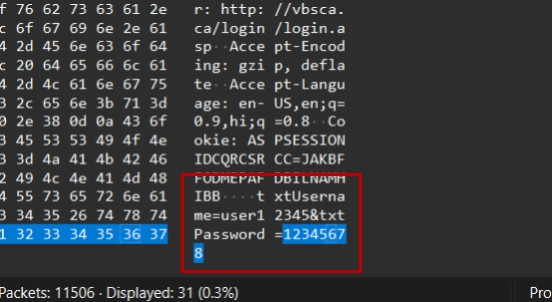 f 76 62 73 63 61 2e r: http: //vbsca.
c 6f 67 69 6e 2e 61 ca/login /login.a
4 2d 45 6e 63 6f 64 sp··Acce pt-Encod
c 20 64 65 66 6c 61 ing: gzi p, defla
4 2d 4c 61 6e 67 75 te··Acce pt-Langu
3 2c 65 6e 3b 71 3d age: en- US,en;q=
0 2e 38 0d 0a 43 6f 0.9,hi;q =0.8··Co
3 45 53 53 49 4f 4e okie: AS PSESSION
3 3d 4a 41 4b 42 46 IDCQRCSR CC=JAKBF
2 49 4c 4e 41 4d 48 FODMEPAF DBILNAMH
4 55 73 65 72 6e 61 IBB····t xtUserna
3 34 35 26 74 78 74 me=user1 2345&txt
1 32 33 34 35 36 37 Password =1234567
8
Packets: 11506 · Displayed: 31 (0.3%) Pro